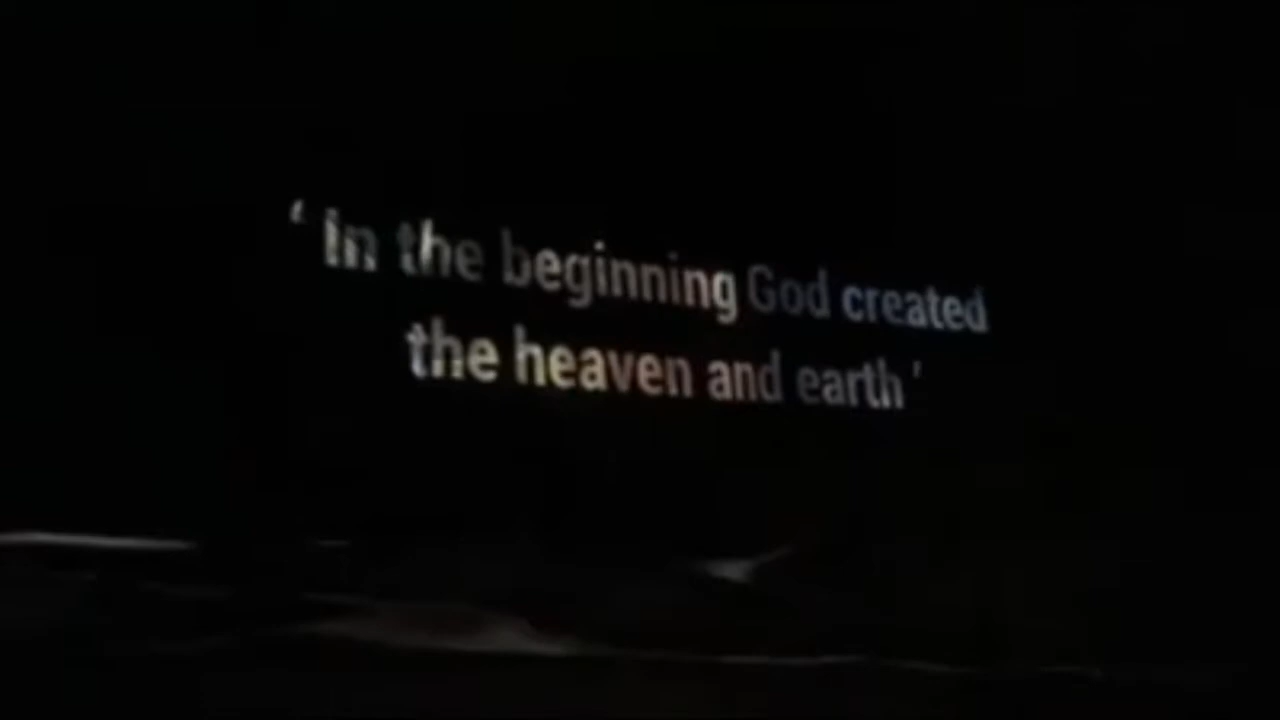 ‘ In the beginning God created
the heaven and earth ’